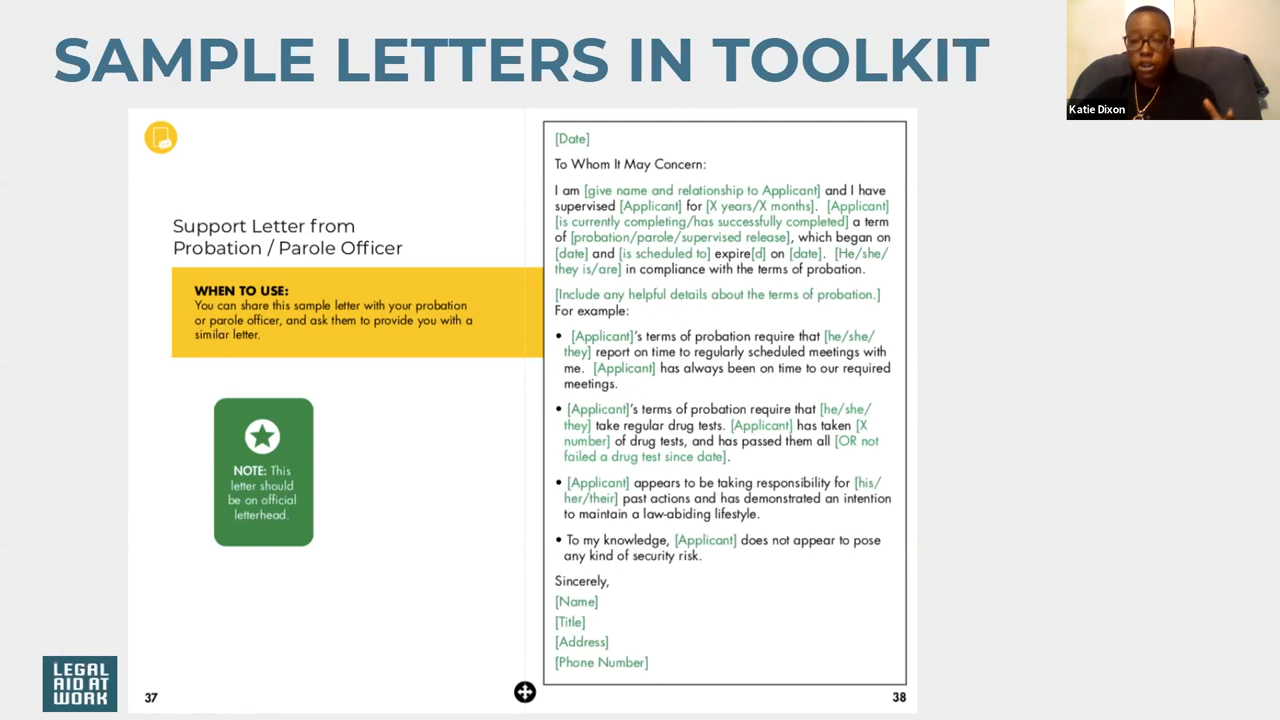 SAMPLE LETTERS IN TOOLKIT
Katie Dixon
Support Letter from
Probation / Parole Officer
WHEN TO USE:
You can share this sample letter with your probation
or parole officer, and ask them to provide you with a
similar letter.
NOTE: This
letter should
be on official
letterhead.
LEGAL
AID AT
WORK
37
[Date]
To Whom It May Concern:
I am [give name and relationship to Applicant] and I have
supervised [Applicant] for [X years/X months]. [Applicant]
[is currently completing/has successfully completed] a term
of [probation/parole/supervised release], which began on
[date] and [is scheduled to] expire[d] on [date]. [He/she/
they is/are] in compliance with the terms of probation.
[Include any helpful details about the terms of probation.]
For example:
• [Applicant]'s terms of probation require that [he/she/
they] report on time to regularly scheduled meetings with
me. [Applicant] has always been on time to our required
meetings.
• [Applicant]'s terms of probation require that [he/she/
they] take regular drug tests. [Applicant] has taken [X
number] of drug tests, and has passed them all [OR not
failed a drug test since date].
• [Applicant] appears to be taking responsibility for [his/
her/their] past actions and has demonstrated an intention
to maintain a law-abiding lifestyle.
• To my knowledge, [Applicant] does not appear to pose
any kind of security risk.
Sincerely,
[Name]
[Title]
[Address]
[Phone Number]
38